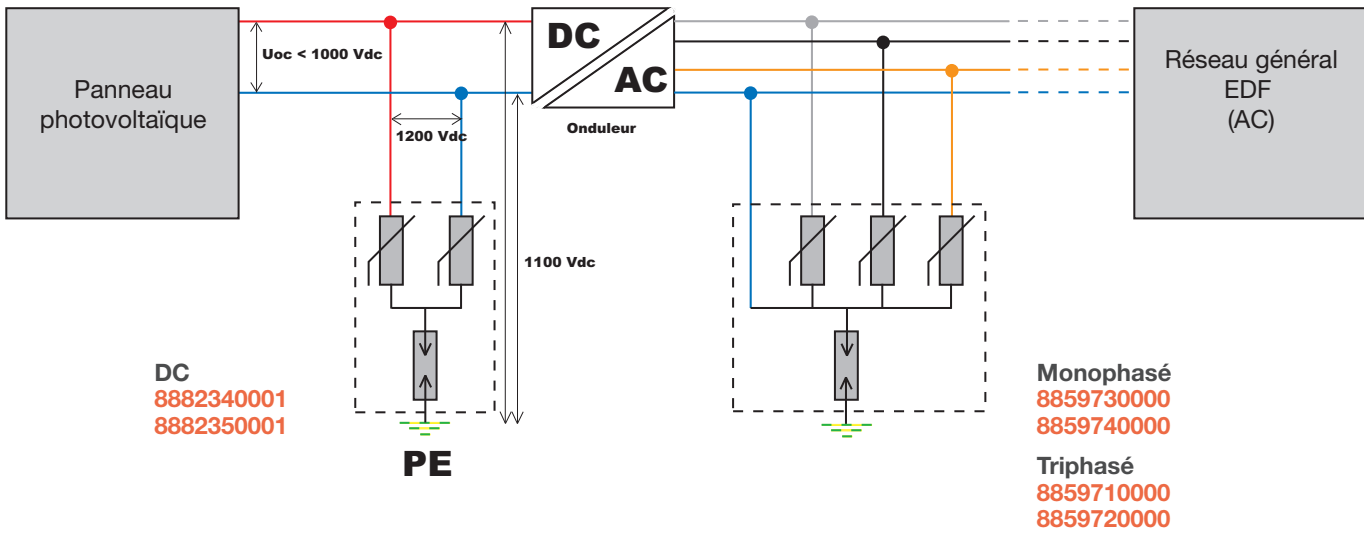 Panneau
photovoltaïque
Uoc < 1000 Vdc
1200 Vdc
1100 Vdc
DC
AC
Onduleur
Réseau général
EDF
(AC)
DC
8882340001
8882350001
PE
Monophasé
8859730000
8859740000
Triphasé
8859710000
8859720000